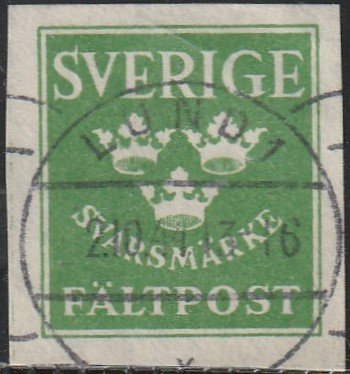 SVERIGE
LUND 1
SVARSMÄRKE
FÄLTPOST